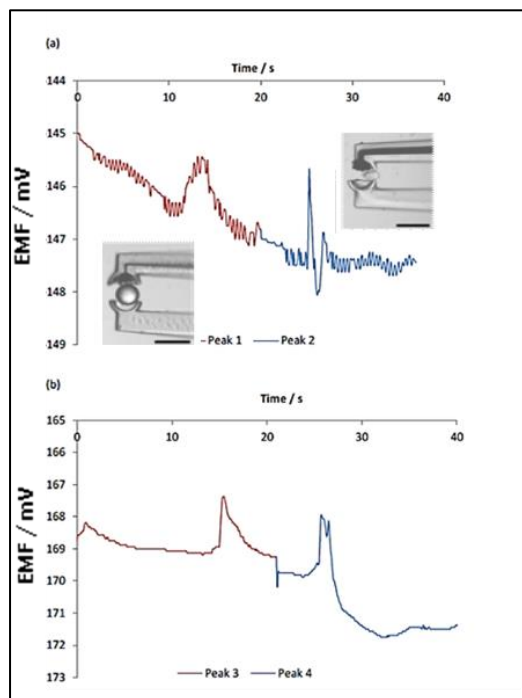 (a)
Time / s
0 10 20 30 40
144
145
146
147
148
149
EMF / mV
Peak 1 Peak 2
(b)
Time / s
0 10 20 30 40
165
166
167
168
169
170
171
172
173
EMF / mV
Peak 3 Peak 4